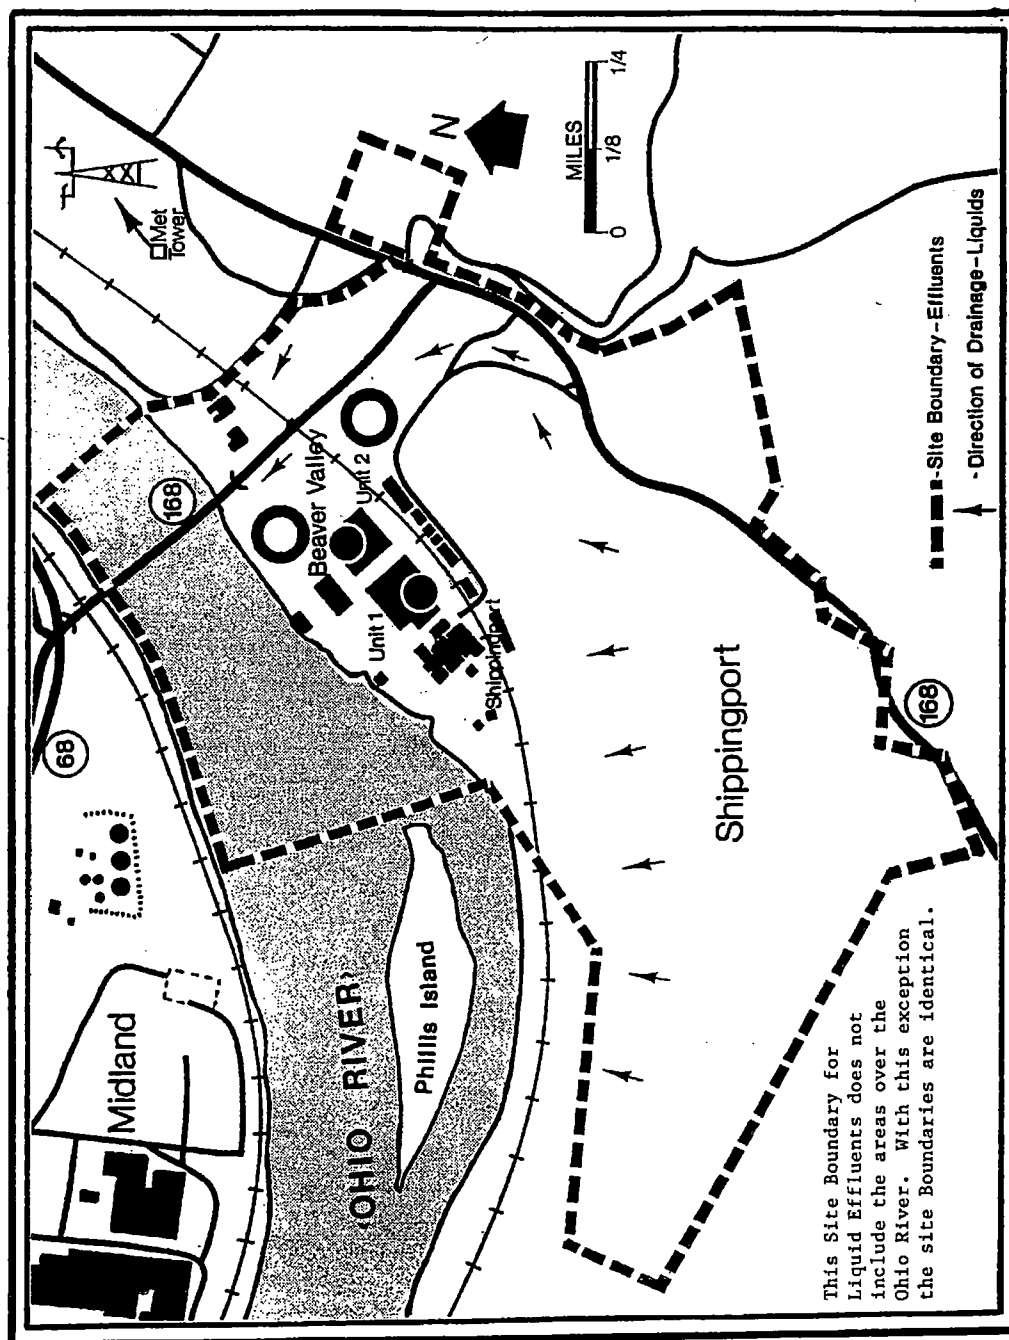 Midland
68
Met
Tower
N
MILES
0
1/8
1/4
168
OHIO RIVER
Phillis Island
Beaver Valley
Unit 2
Unit 1
Shippingport
Shippingport
168
-Site Boundary-Effluents
-Direction of Drainage-Liquids
This Site Boundary for
Liquid Effluents does not
include the areas over the
Ohio River. With this exception
the site Boundaries are identical.